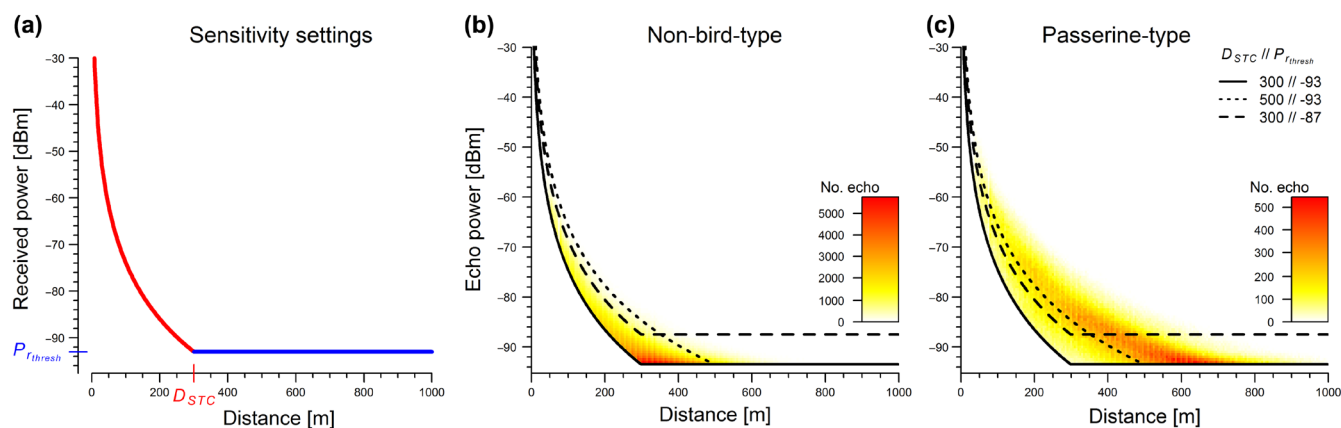 (a)
Sensitivity settings
Received power [dBm]
−30
−40
−50
−60
−70
−80
−90
P_r_thresh
0
200
400
600
800
1000
D_STC
Distance [m]
(b)
Non-bird-type
Echo power [dBm]
−30
−40
−50
−60
−70
−80
−90
No. echo
5000
4000
3000
2000
1000
0
0
200
400
600
800
1000
Distance [m]
(c)
Passerine-type
−30
−40
−50
−60
−70
−80
−90
D_STC // P_r_thresh
300 // -93
500 // -93
300 // -87
No. echo
500
400
300
200
100
0
0
200
400
600
800
1000
Distance [m]